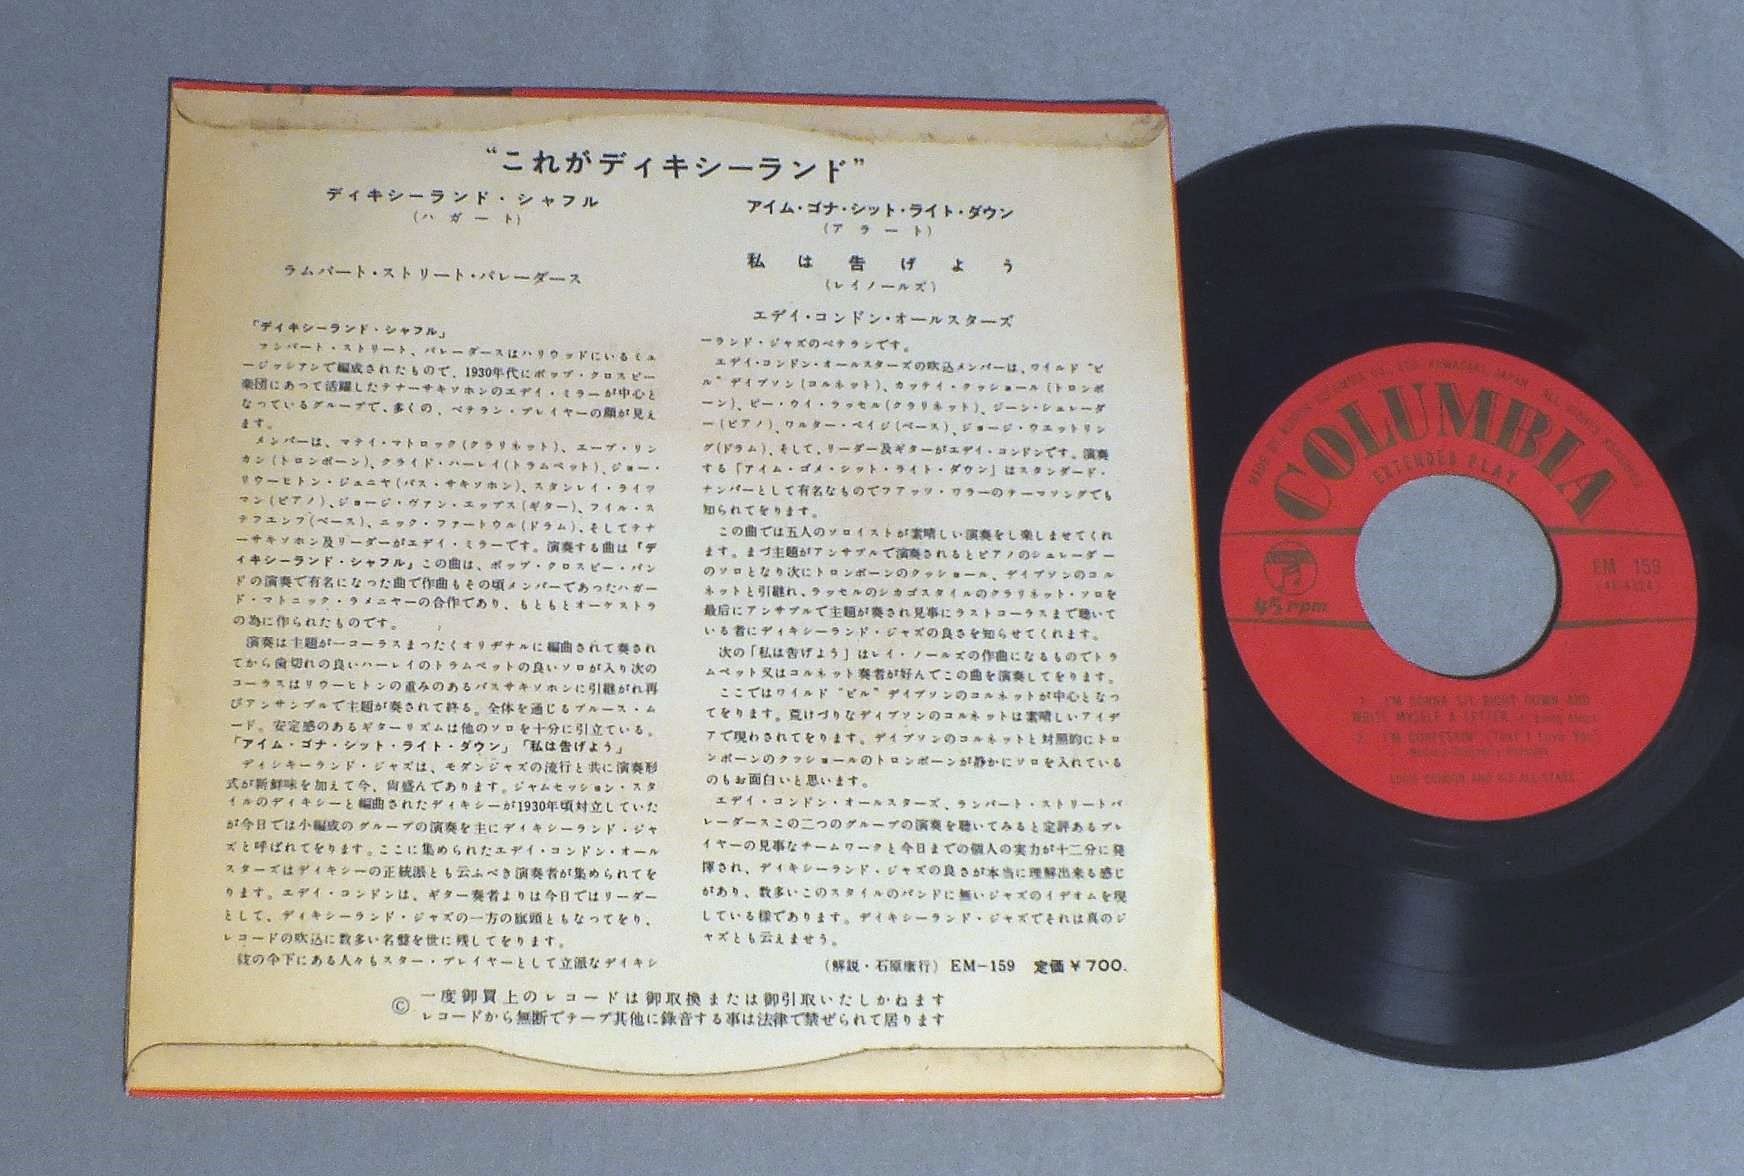 “これがディキシーランド”
ディキシーランド・シャフル
(ハガート)
ラムパート・ストリート・パレーダース
アイム・ゴナ・シット・ライト・ダウン
(アラート)
私は告げよう
(レイノールズ)
エデイ・コンドン・オールスターズ
「デイキシーランド・シャフル」
ランパート・ストリート、パレーダースはハリウッドにいるミュ
ージッシアンで編成されたもので、1930年代にボップ・クロスビー
楽団にあって活躍したテナーサキソホンのエデイ・ミラーが中心と
なっているグループで、多くの、ベテラン・プレイヤーの顔が見え
ます。
メンバーは、マテイ・マトロック(クラリネット)、エーブ・リン
カン(トロンボーン)、クライド・ハーレイ(トラムペット)、ジョー・
リウーヒトン・ジュニヤ(バス・サキソホン)、スタンレイ・ライツ
マン(ピアノ)、ジョージ・ヴァン・エップス(ギター)、フイル・ス
テフエンフ(ベース)、ニック・ファートウル(ドラム)、そしてテナ
ーサキソホン及リーダーがエデイ・ミラーです。演奏する曲は「デ
ィキシーランド・シャフル」この曲は、ボップ・クロスビー・バン
ドの演奏で有名になった曲で作曲もその頃メンバーであったハガー
ド・マトニック・ラメニヤーの合作であり、もともとオーケストラ
の為に作られたものです。
演奏は主題が一コーラスまったくオリヂナルに編曲されて奏され
てから歯切れの良いハーレイのトラムペットの良いソロが入り次の
コーラスはリウーヒトンの重みのあるバスサキソホンに引継がれ再
びアンサンブルで主題が奏されて終る。全体を通じるブルース・ム
ード。安定感のあるギターリズムは他のソロを十分に引立ている。
「アイム・ゴナ・シット・ライト・ダウン」「私は告げよう」
ディシキーランド・ジャズは、モダンジャズの流行と共に演奏形
式が新鮮味を加えて今、尚盛んであります。ジャムセッション・スタ
イルのディキシーと編曲されたディキシーが1930年頃対立していた
が今日では小編成のグループの演奏を主にディキシーランド・ジャ
ズと呼ばれてをります。ここに集められたエデイ・コンドン・オール
スターズはディキシーの正統派とも云ふべき演奏者が集められてを
ります。エデイ・コンドンは、ギター奏者よりは今日ではリーダー
として、ディキシーランド・ジャズの一方の旗頭ともなってをり、
レコードの吹込に数多い名盤を世に残してをります。
彼の傘下にある人々もスター・プレイヤーとして立派なデイキシ
ーランド・ジャズのベテランです。
エデイ・コンドン・オールスターズの吹込メンバーは、ワイルド“ビ
ル”デイブソン(コルネット)、カッテイ・クッショール(トロンボ
ーン)、ピー・ウイ・ラッセル(クラリネット)、ジーン・シュレーダ
ー(ピアノ)、ワルター・ペイジ(ベース)、ジョージ・ウエットリン
グ(ドラム)、そして、リーダー及ギターがエデイ・コンドンです。演奏
する「アイム・ゴメ・シット・ライト・ダウン」はスタンダード・
ナンバーとして有名なものでフアッツ・ワラーのテーマソングでも
知られてをります。
この曲では五人のソロイストが素晴しい演奏をし楽しませてくれ
ます。まづ主題がアンサブルで演奏されるとピアノのシュレーダー
のソロとなり次にトロンボーンのクッショール、デイブソンのコル
ネットと引継れ、ラッセルのシカゴスタイルのクラリネット・ソロを
最后にアンサブルで主題が奏され見事にラストコーラスまで聴いて
いる者にディキシーランド・ジャズの良さを知らせてくれます。
次の「私は告げよう」はレイ・ノールズの作曲になるものでトラ
ムペット又はコルネット奏者が好んでこの曲を演奏してをります。
ここではワイルド“ビル”デイブソンのコルネットが中心となっ
てをります。荒けづりなデイブソンのコルネットは素晴しいアイデ
アで現わされてをります。デイブソンのコルネットと対照的にトロ
ンボーンのクッショールのトロンボーンが静かにソロを入れている
のもお面白いと思います。
エデイ・コンドン・オールスターズ、ランパート・ストリートパ
レーダースこの二つのグループの演奏を聴いてみると定評あるプレ
イヤーの見事なチームワークと今日までの個人の実力が十二分に発
揮され、デイキシーランド・ジャズの良さが本当に理解出来る感じ
があり、数多いこのスタイルのバンドに無いジャズのイデオムを現
している様であります。デイキシーランド・ジャズでそれは真のジ
ャズとも云えませう。
(解説・石原康行) EM-159 定価¥700.
Ⓒ 一度御買上のレコードは御取換または御引取いたしかねます
レコードから無断でテープ其他に録音する事は法律で禁ぜられて居ります
COLUMBIA
EXTENDED PLAY
EM 159
45 rpm
1. I'M GONNA SIT RIGHT DOWN AND
WRITE MYSELF A LETTER
2. I'M CONFESSIN' (That I Love You)
EDDIE CONDON AND HIS ALL-STARS